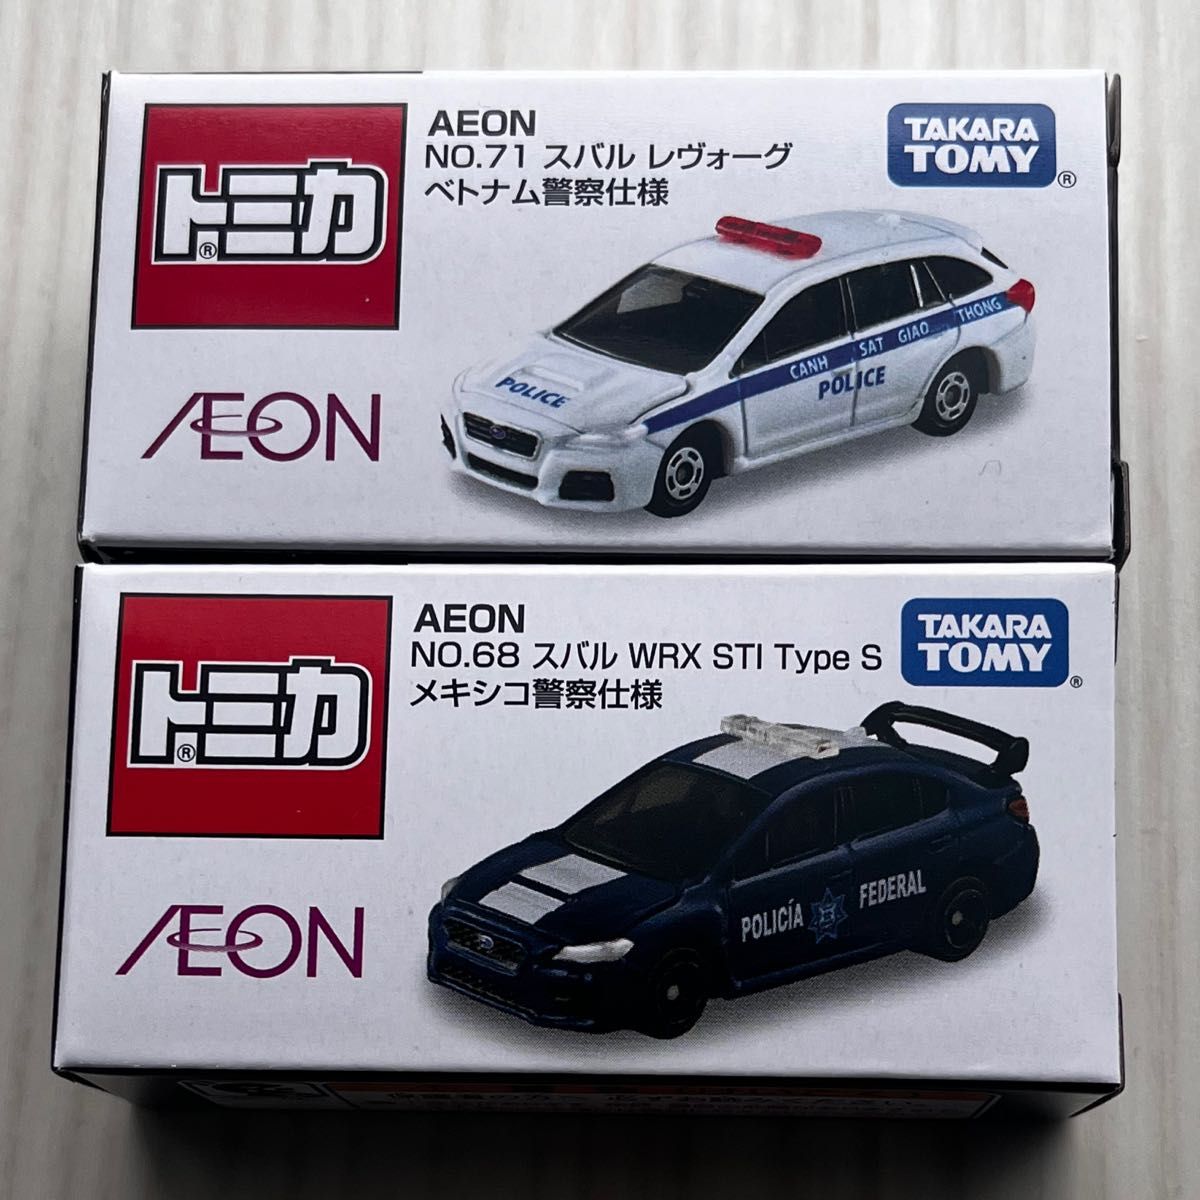 トミカ
®
AEON
AEON
NO.71 スバル レヴォーグ
ベトナム警察仕様
TAKARA
TOMY
®
POLICE
CANH SAT GIAO THONG
POLICE
トミカ
®
AEON
AEON
NO.68 スバル WRX STI Type S
メキシコ警察仕様
TAKARA
TOMY
®
POLICÍA FEDERAL